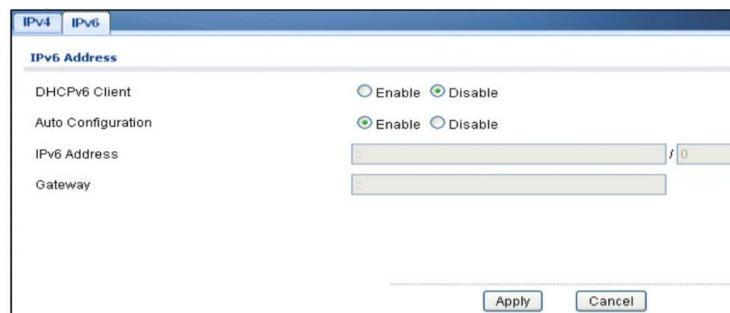 IPv4 IPv6
IPv6 Address
DHCPv6 Client Enable Disable
Auto Configuration Enable Disable
IPv6 Address :: / 0
Gateway ::
Apply Cancel